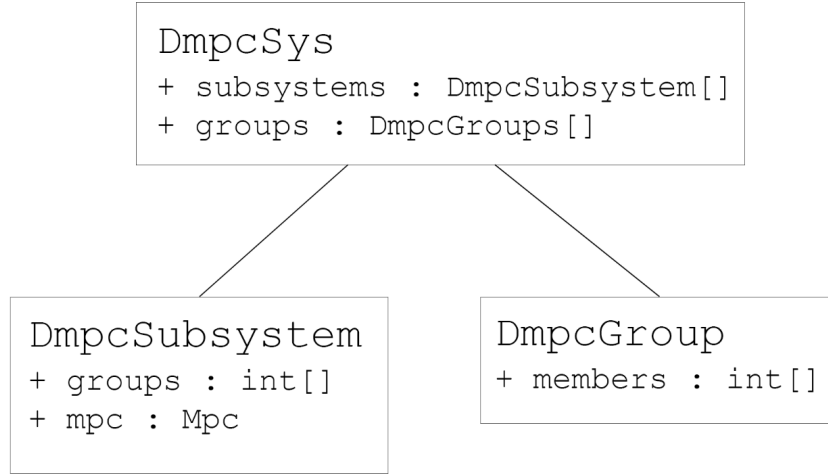 DmpcSys
+ subsystems : DmpcSubsystem[]
+ groups : DmpcGroups[]
DmpcSubsystem
+ groups : int[]
+ mpc : Mpc
DmpcGroup
+ members : int[]